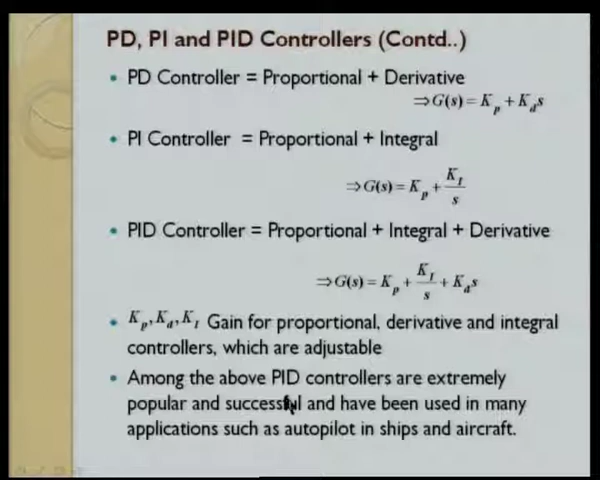 PD, PI and PID Controllers (Contd..)
• PD Controller = Proportional + Derivative
⇒G(s) = K_p + K_d s
• PI Controller = Proportional + Integral
⇒G(s) = K_p + K_I/s
• PID Controller = Proportional + Integral + Derivative
⇒G(s) = K_p + K_I/s + K_d s
• K_p, K_d, K_I Gain for proportional, derivative and integral
controllers, which are adjustable
• Among the above PID controllers are extremely
popular and successful and have been used in many
applications such as autopilot in ships and aircraft.